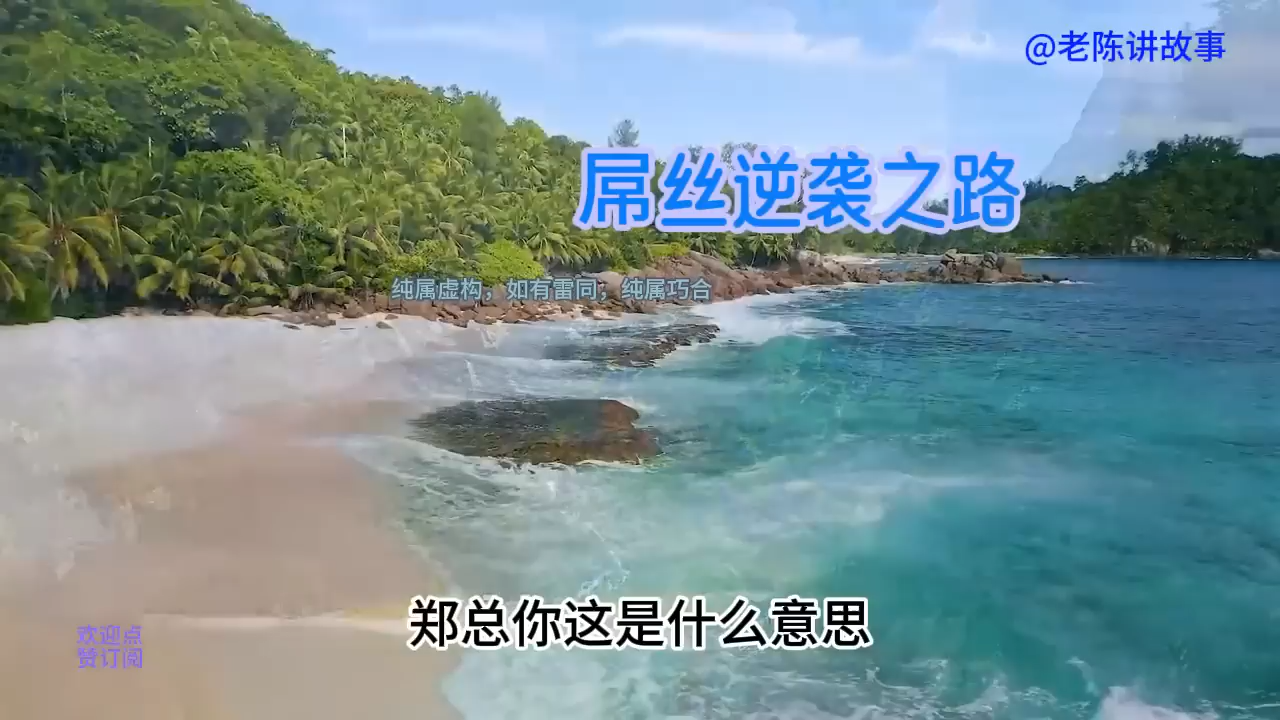 @老陈讲故事
屌丝逆袭之路
纯属虚构，如有雷同，纯属巧合
郑总你这是什么意思
欢迎点
赞订阅